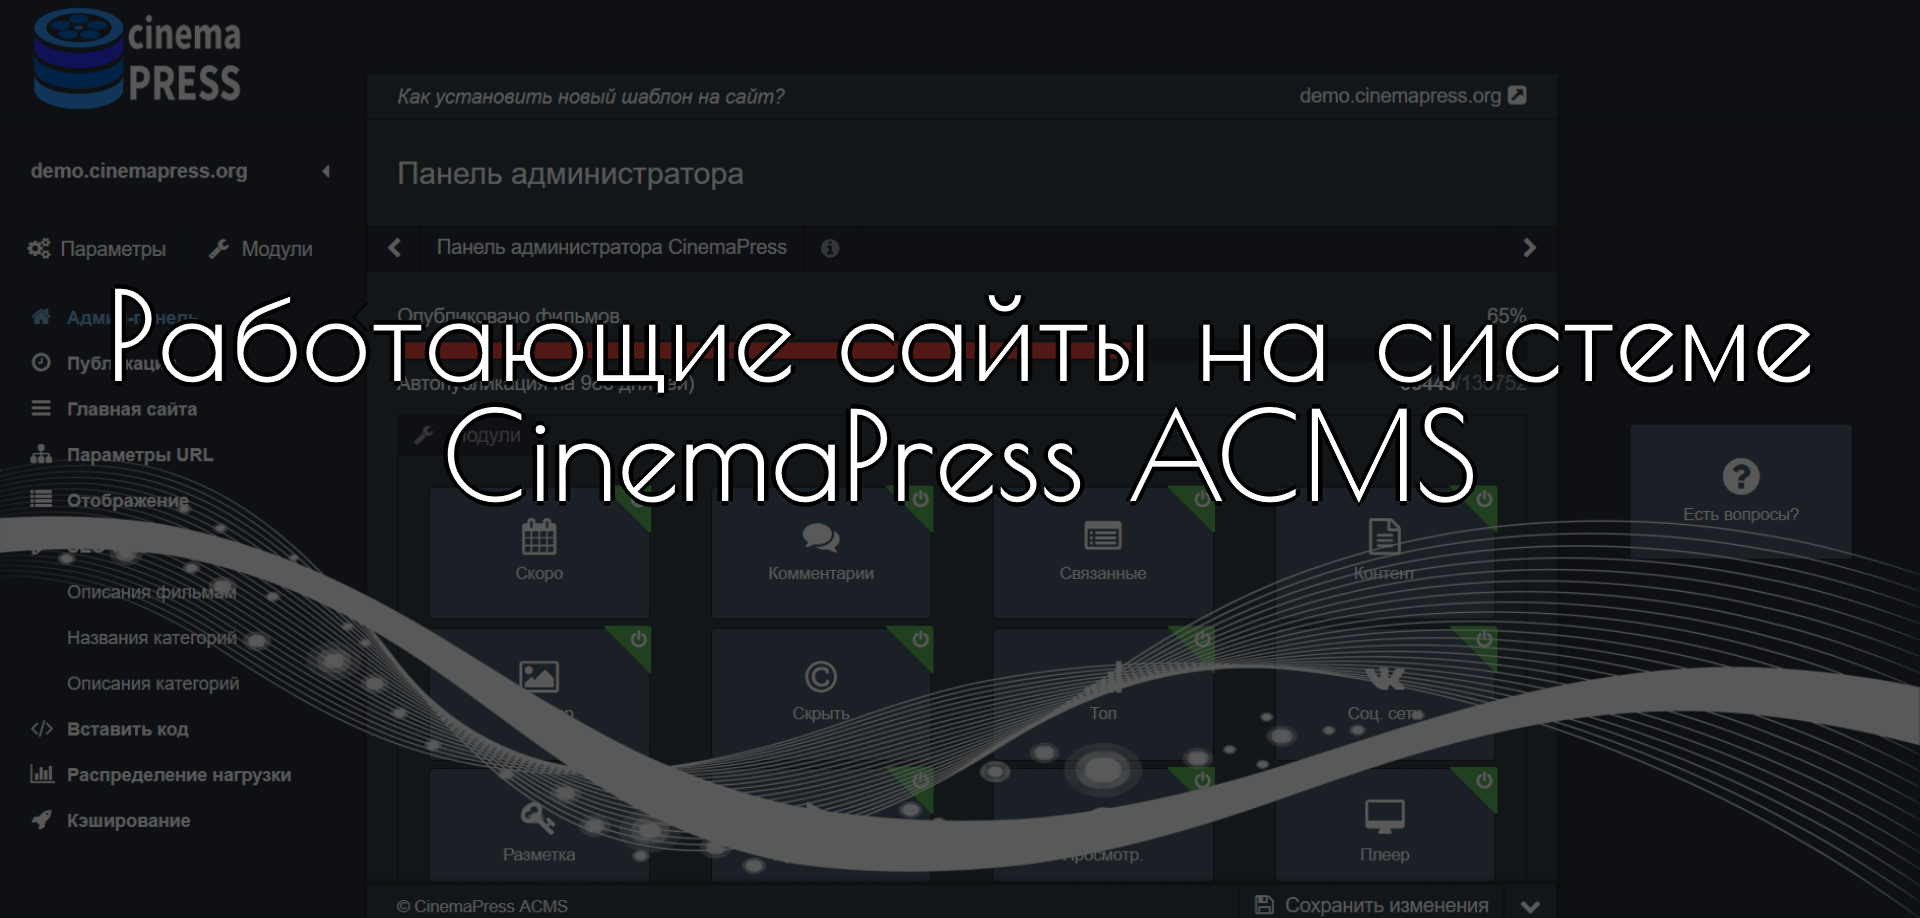 cinema
PRESS
Как установить новый шаблон на сайт?
demo.cinemapress.org
demo.cinemapress.org
Панель администратора
Параметры
Модули
Панель администратора CinemaPress
Опубликовано фильмов
65%
Работающие сайты на системе
CinemaPress ACMS
Главная сайта
Параметры URL
Отображение
Описания фильмам
Названия категорий
Описания категорий
Вставить код
Распределение нагрузки
Кэширование
Скоро
Комментарии
Связанные
Контент
Есть вопросы?
Скрыть
Топ
Соц. сети
Разметка
Плеер
© CinemaPress ACMS
Сохранить изменения